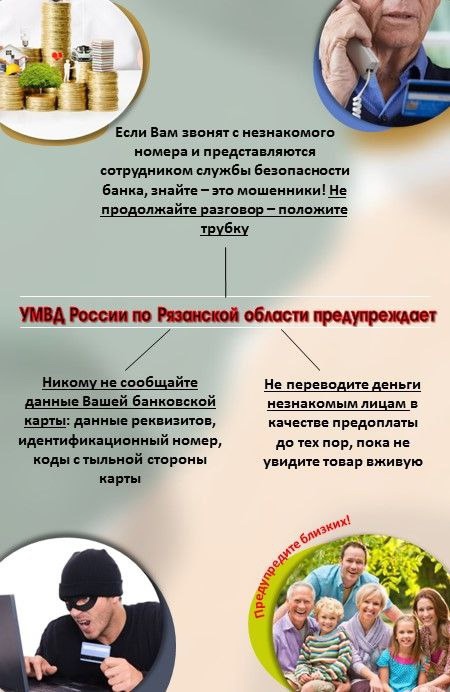 Если Вам звонят с незнакомого
номера и представляются
сотрудником службы безопасности
банка, знайте – это мошенники! Не
продолжайте разговор – положите
трубку
УМВД России по Рязанской области предупреждает
Никому не сообщайте
данные Вашей банковской
карты: данные реквизитов,
идентификационный номер,
коды с тыльной стороны
карты
Не переводите деньги
незнакомым лицам в
качестве предоплаты
до тех пор, пока не
увидите товар вживую
Предупредите близких!